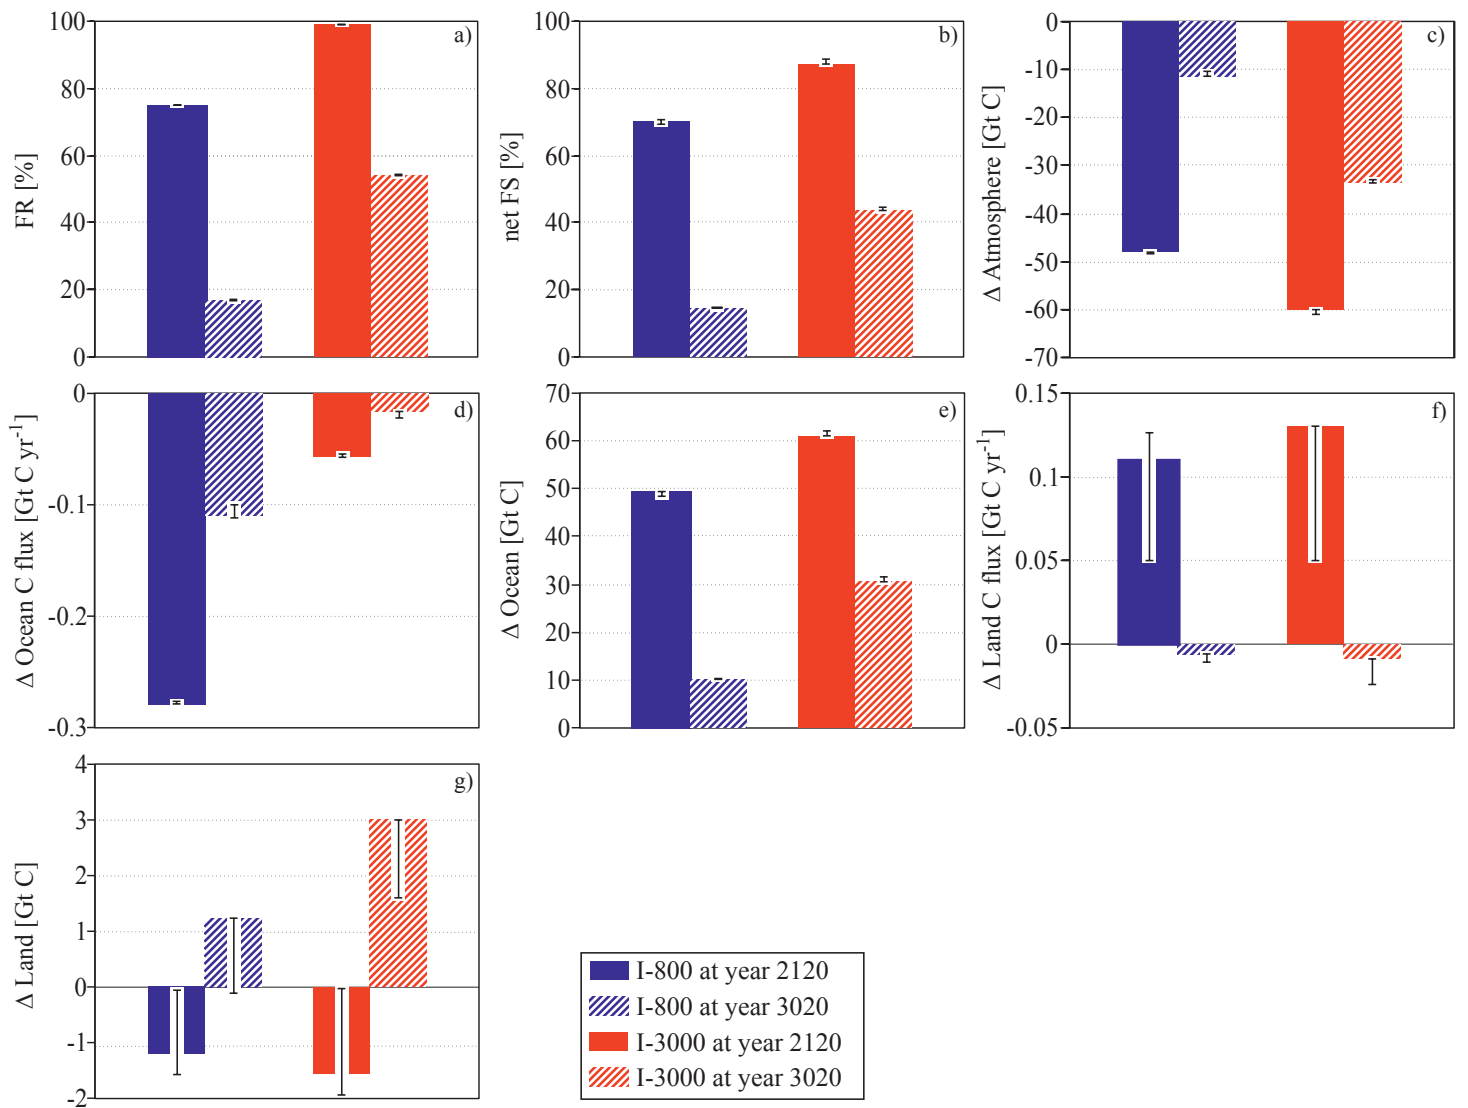 a)
100
80
60
40
20
0
FR [%]
b)
100
80
60
40
20
0
net FS [%]
c)
0
-10
-20
-30
-40
-50
-60
-70
Δ Atmosphere [Gt C]
d)
0
-0.1
-0.2
-0.3
Δ Ocean C flux [Gt C yr-1]
e)
70
60
50
40
30
20
10
0
Δ Ocean [Gt C]
f)
0.15
0.1
0.05
0
-0.05
Δ Land C flux [Gt C yr-1]
g)
4
3
2
1
0
-1
-2
Δ Land [Gt C]
I-800 at year 2120
I-800 at year 3020
I-3000 at year 2120
I-3000 at year 3020